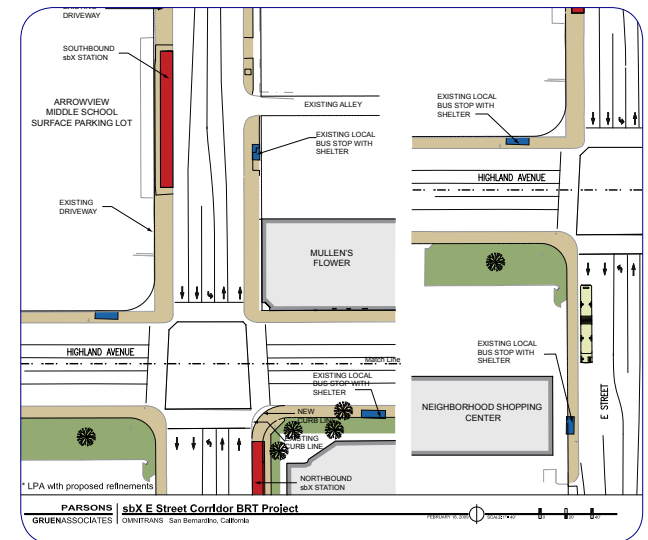 EXISTING
DRIVEWAY
SOUTHBOUND
sbX STATION
ARROWVIEW
MIDDLE SCHOOL
SURFACE PARKING LOT
EXISTING ALLEY
EXISTING LOCAL
BUS STOP WITH
SHELTER
EXISTING LOCAL
BUS STOP WITH
SHELTER
HIGHLAND AVENUE
EXISTING
DRIVEWAY
MULLEN'S
FLOWER
HIGHLAND AVENUE
Match Line
EXISTING LOCAL
BUS STOP WITH
SHELTER
EXISTING LOCAL
BUS STOP WITH
SHELTER
NEW
CURB LINE
EXISTING
CURB LINE
NEIGHBORHOOD SHOPPING
CENTER
E STREET
NORTHBOUND
sbX STATION
* LPA with proposed refinements
PARSONS
GRUENASSOCIATES
sbX E Street Corridor BRT Project
OMNITRANS San Bernardino, California